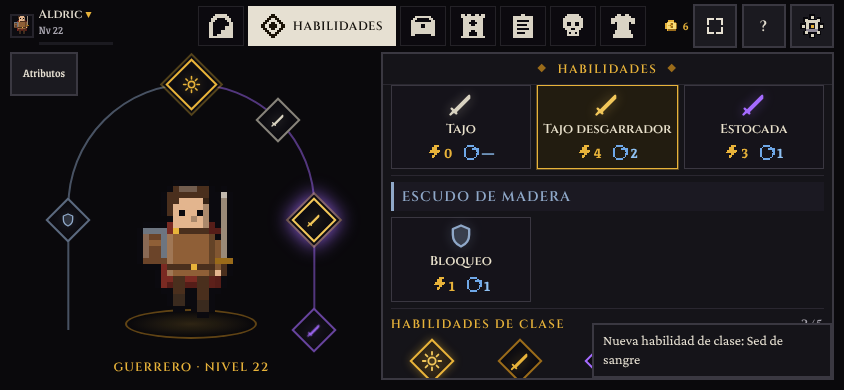 ALDRIC ▾
Nv 22
HABILIDADES
6
?
Atributos
HABILIDADES
TAJO
0 —
TAJO DESGARRADOR
4 2
ESTOCADA
3 1
ESCUDO DE MADERA
BLOQUEO
1 1
HABILIDADES DE CLASE
Nueva habilidad de clase: Sed de
sangre
GUERRERO · NIVEL 22